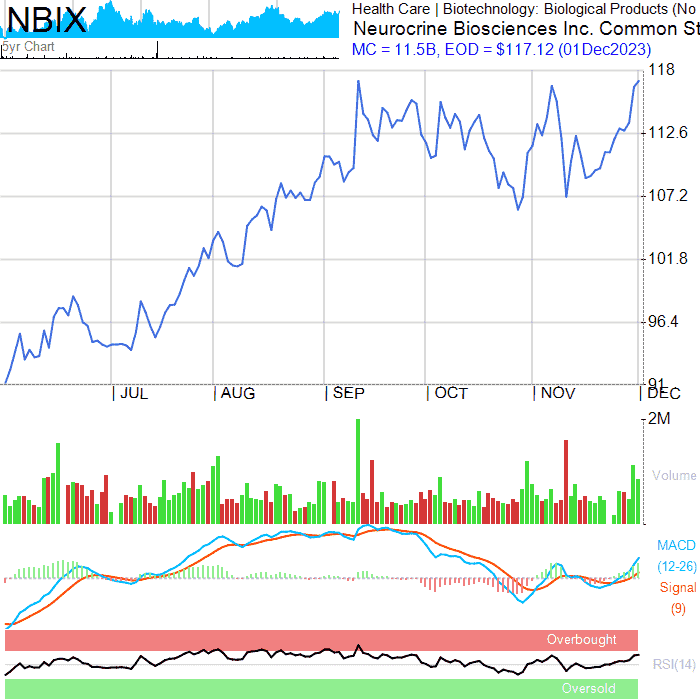 NBIX
5yr Chart
Health Care | Biotechnology: Biological Products (No
Neurocrine Biosciences Inc. Common St
MC = 11.5B, EOD = $117.12 (01Dec2023)
118
112.6
107.2
101.8
96.4
91
JUL
AUG
SEP
OCT
NOV
DEC
2M
Volume
MACD
(12-26)
Signal
(9)
Overbought
RSI(14)
Oversold